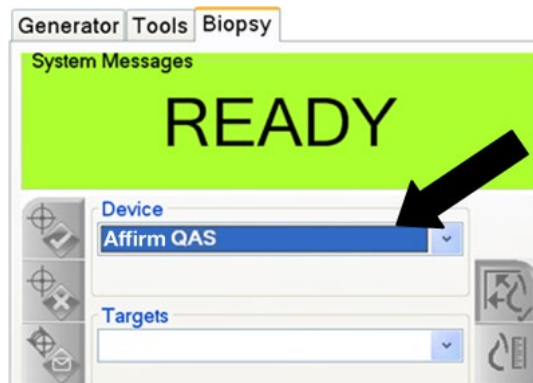 Generator Tools Biopsy
System Messages
READY
Device
Affirm QAS
Targets